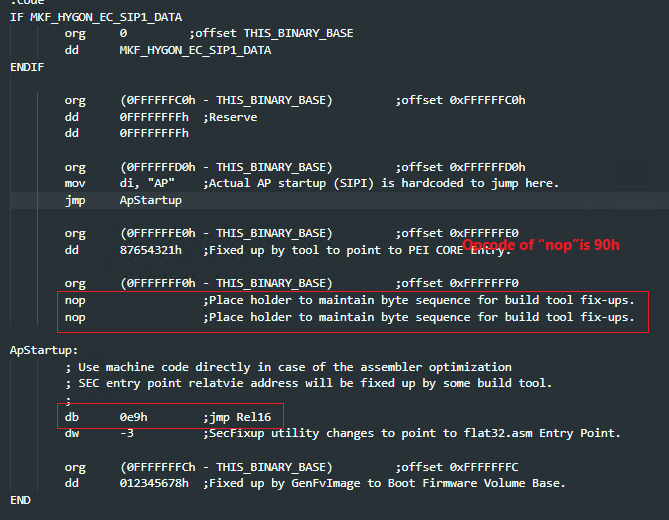 .code
IF MKF_HYGON_EC_SIP1_DATA
org 0 ;offset THIS_BINARY_BASE
dd MKF_HYGON_EC_SIP1_DATA
ENDIF
org (0FFFFFFC0h - THIS_BINARY_BASE) ;offset 0xFFFFFFC0h
dd 0FFFFFFFFh ;Reserve
dd 0FFFFFFFFh
org (0FFFFFFD0h - THIS_BINARY_BASE) ;offset 0xFFFFFFD0h
mov di, "AP" ;Actual AP startup (SIPI) is hardcoded to jump here.
jmp ApStartup
org (0FFFFFFE0h - THIS_BINARY_BASE) ;offset 0xFFFFFFE0
Opcode of “nop”is 90h
dd 87654321h ;Fixed up by tool to point to PEI CORE Entry.
org (0FFFFFFF0h - THIS_BINARY_BASE) ;offset 0xFFFFFFF0
nop ;Place holder to maintain byte sequence for build tool fix-ups.
nop ;Place holder to maintain byte sequence for build tool fix-ups.
ApStartup:
; Use machine code directly in case of the assembler optimization
; SEC entry point relatvie address will be fixed up by some build tool.
;
db 0e9h ;jmp Rel16
dw -3 ;SecFixup utility changes to point to flat32.asm Entry Point.
org (0FFFFFFFCh - THIS_BINARY_BASE) ;offset 0xFFFFFFFC
dd 012345678h ;Fixed up by GenFvImage to Boot Firmware Volume Base.
END